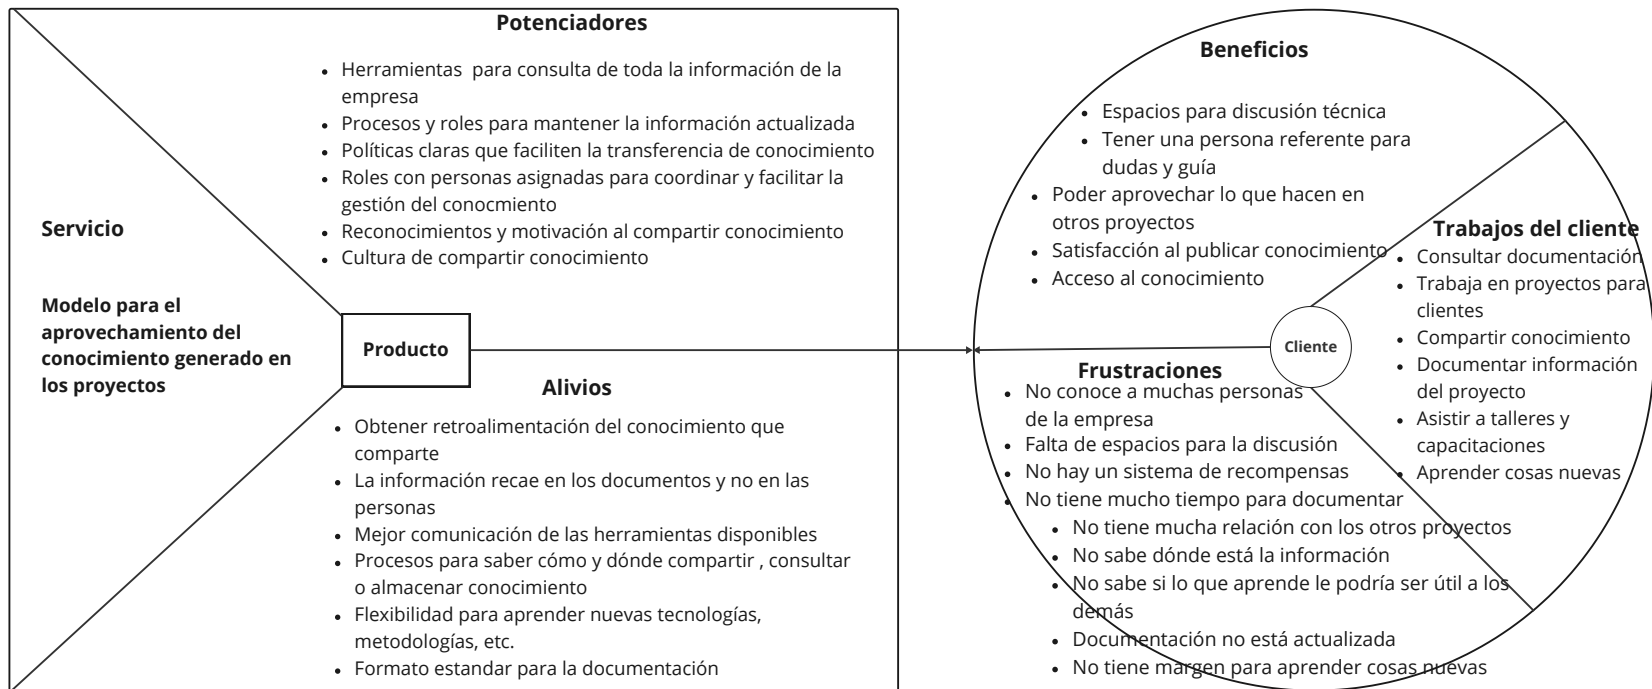 Potenciadores
• Herramientas  para consulta de toda la información de la
empresa
• Procesos y roles para mantener la información actualizada
• Políticas claras que faciliten la transferencia de conocimiento
• Roles con personas asignadas para coordinar y facilitar la
gestión del conocmiento
• Reconocimientos y motivación al compartir conocimiento
• Cultura de compartir conocimiento
Servicio
Modelo para el
aprovechamiento del
conocimiento generado en
los proyectos
Producto
Alivios
• Obtener retroalimentación del conocimiento que
comparte
• La información recae en los documentos y no en las
personas
• Mejor comunicación de las herramientas disponibles
• Procesos para saber cómo y dónde compartir , consultar
o almacenar conocimiento
• Flexibilidad para aprender nuevas tecnologías,
metodologías, etc.
• Formato estandar para la documentación
Beneficios
• Espacios para discusión técnica
• Tener una persona referente para
dudas y guía
• Poder aprovechar lo que hacen en
otros proyectos
• Satisfacción al publicar conocimiento
• Acceso al conocimiento
Trabajos del cliente
• Consultar documentación
• Trabaja en proyectos para
clientes
• Compartir conocimiento
• Documentar información
del proyecto
• Asistir a talleres y
capacitaciones
• Aprender cosas nuevas
Cliente
Frustraciones
• No conoce a muchas personas
de la empresa
• Falta de espacios para la discusión
• No hay un sistema de recompensas
• No tiene mucho tiempo para documentar
• No tiene mucha relación con los otros proyectos
• No sabe dónde está la información
• No sabe si lo que aprende le podría ser útil a los
demás
• Documentación no está actualizada
• No tiene margen para aprender cosas nuevas